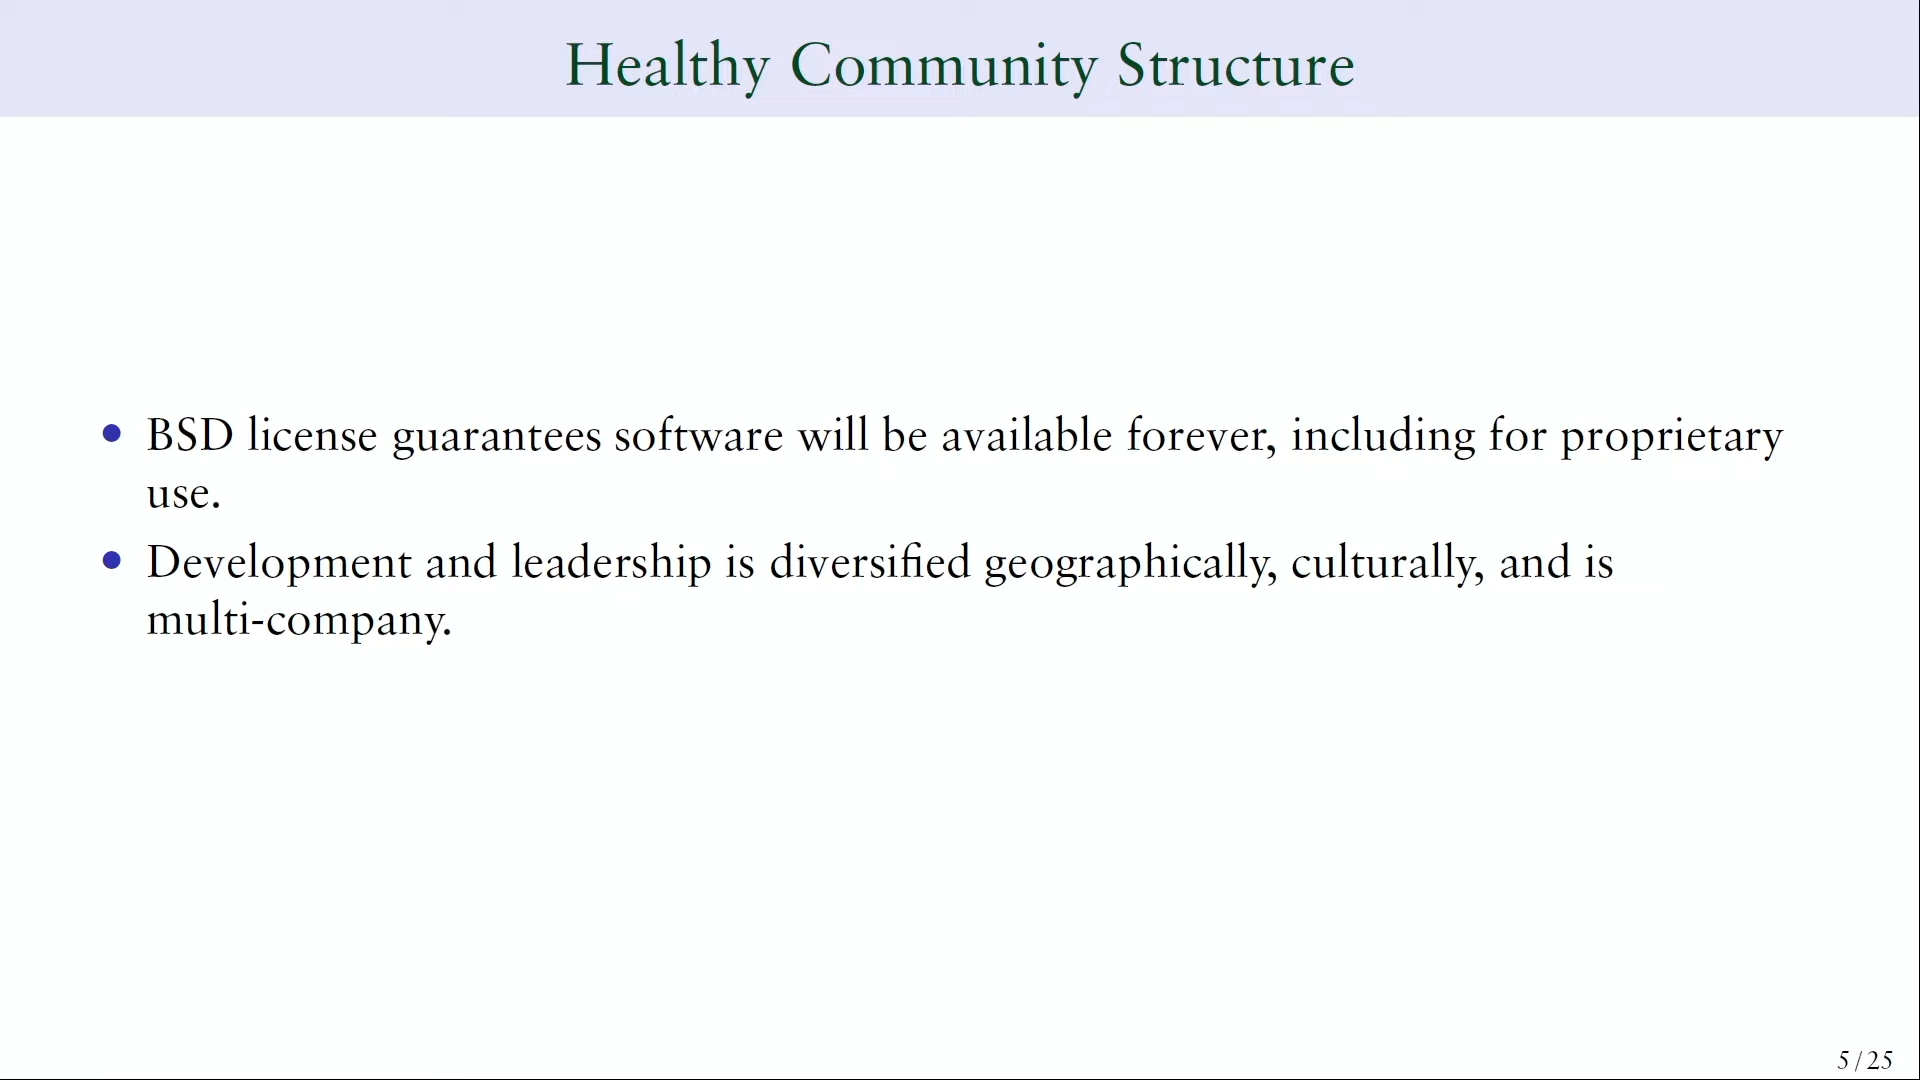 Healthy Community Structure
• BSD license guarantees software will be available forever, including for proprietary
use.
• Development and leadership is diversified geographically, culturally, and is
multi-company.
5 / 25